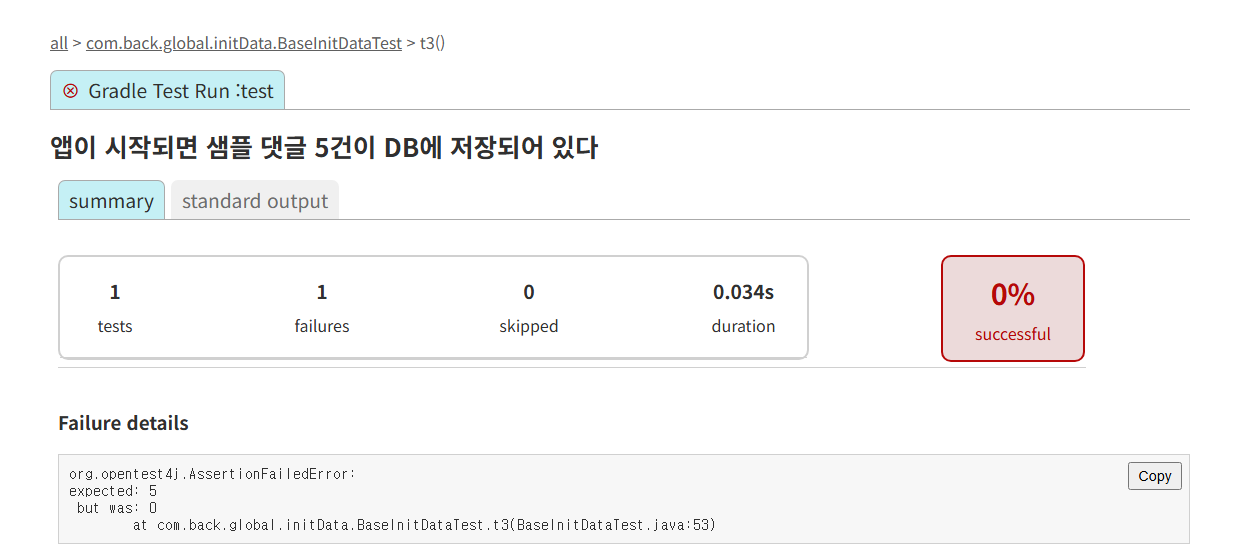 all > com.back.global.initData.BaseInitDataTest > t3()
Gradle Test Run :test
앱이 시작되면 샘플 댓글 5건이 DB에 저장되어 있다
summary standard output
1 1 0 0.034s 0%
tests failures skipped duration successful
Failure details
org.opentest4j.AssertionFailedError: Copy
expected: 5
but was: 0
at com.back.global.initData.BaseInitDataTest.t3(BaseInitDataTest.java:53)